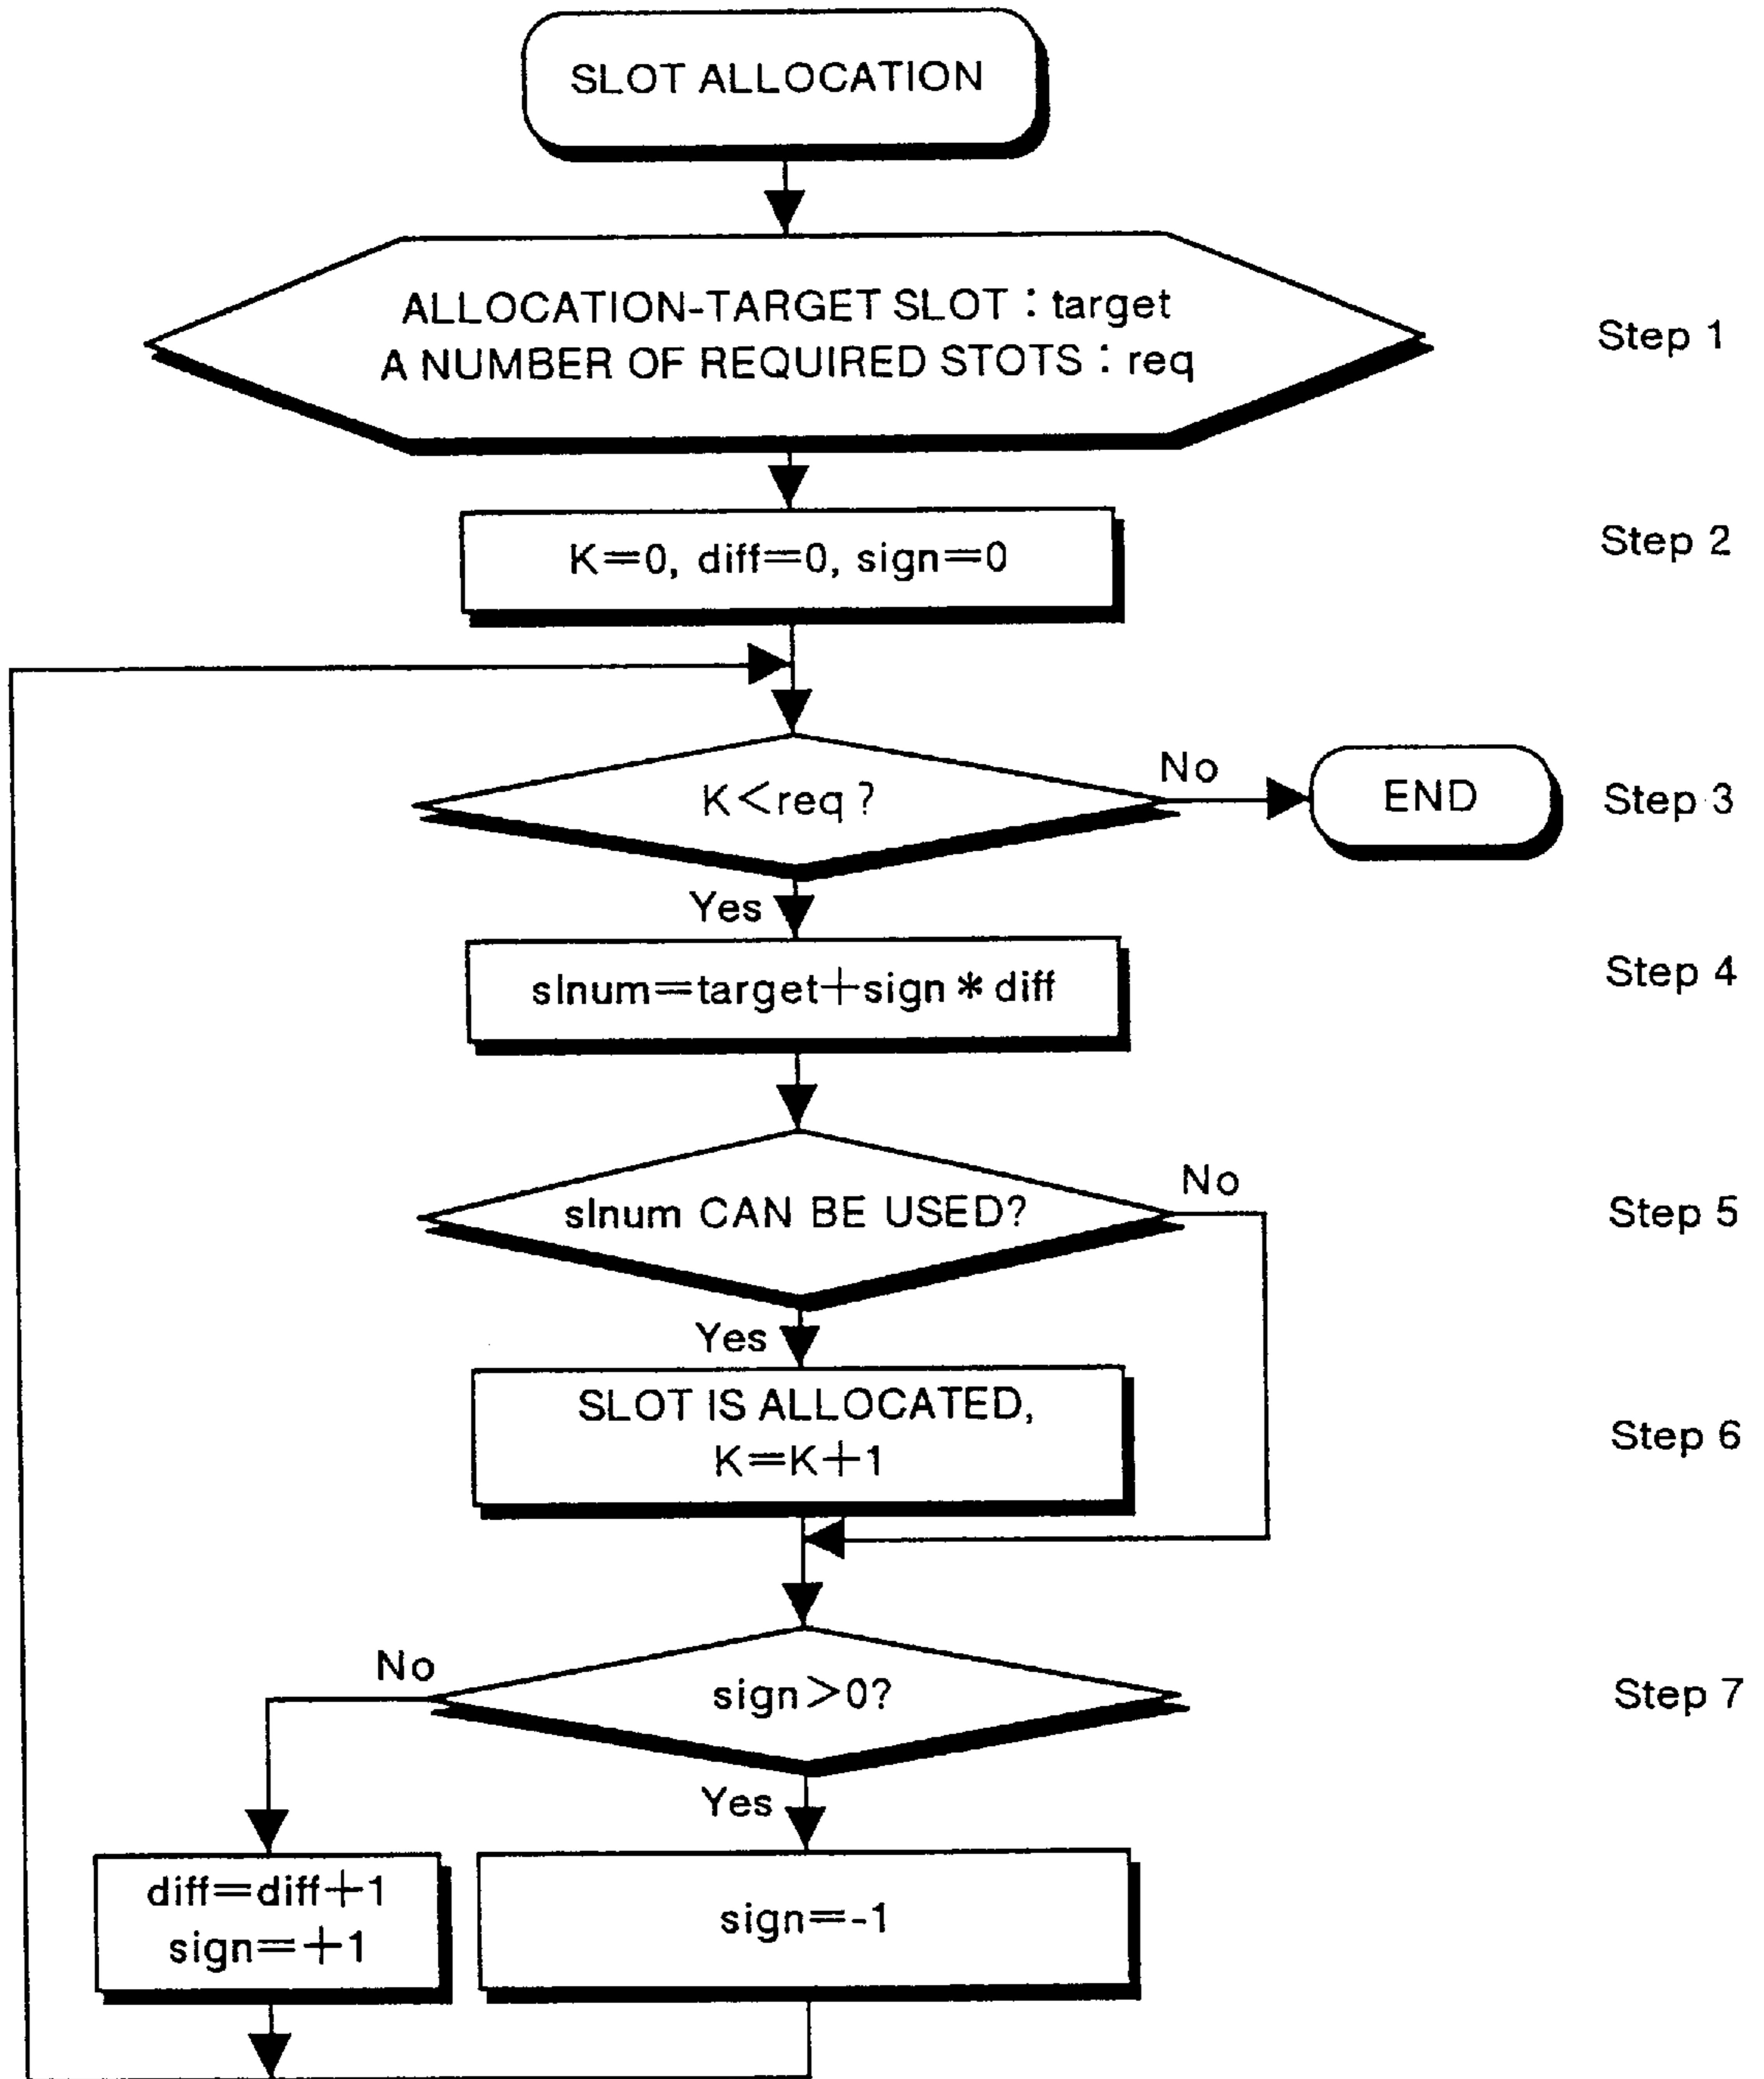 SLOT ALLOCATION
ALLOCATION-TARGET SLOT : target
A NUMBER OF REQUIRED STOTS : req
Step 1
K=0, diff=0, sign=0
Step 2
K<req ?
No
END
Step 3
Yes
slnum=target+sign * diff
Step 4
slnum CAN BE USED?
No
Step 5
Yes
SLOT IS ALLOCATED,
K=K+1
Step 6
sign>0?
No
Step 7
Yes
diff=diff+1
sign=+1
sign=-1